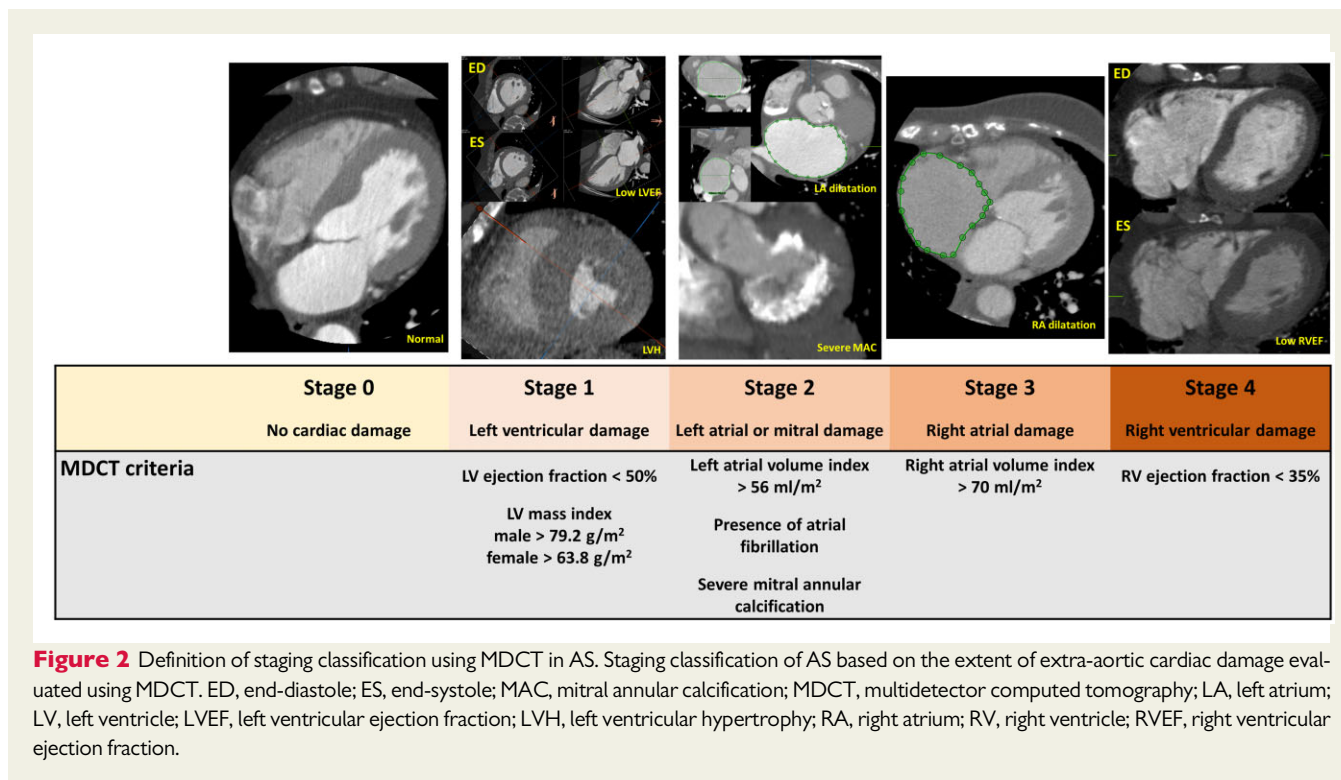 ED
ES
Low LVEF
LA dilatation
ED
ES
Normal
LVH
Severe MAC
RA dilatation
Low RVEF
Stage 0
Stage 1
Stage 2
Stage 3
Stage 4
No cardiac damage
Left ventricular damage
Left atrial or mitral damage
Right atrial damage
Right ventricular damage
MDCT criteria
LV ejection fraction < 50%
LV mass index
male > 79.2 g/m²
female > 63.8 g/m²
Left atrial volume index
> 56 ml/m²
Presence of atrial
fibrillation
Severe mitral annular
calcification
Right atrial volume index
> 70 ml/m²
RV ejection fraction < 35%
Figure 2 Definition of staging classification using MDCT in AS. Staging classification of AS based on the extent of extra-aortic cardiac damage eval-
uated using MDCT. ED, end-diastole; ES, end-systole; MAC, mitral annular calcification; MDCT, multidetector computed tomography; LA, left atrium;
LV, left ventricle; LVEF, left ventricular ejection fraction; LVH, left ventricular hypertrophy; RA, right atrium; RV, right ventricle; RVEF, right ventricular
ejection fraction.